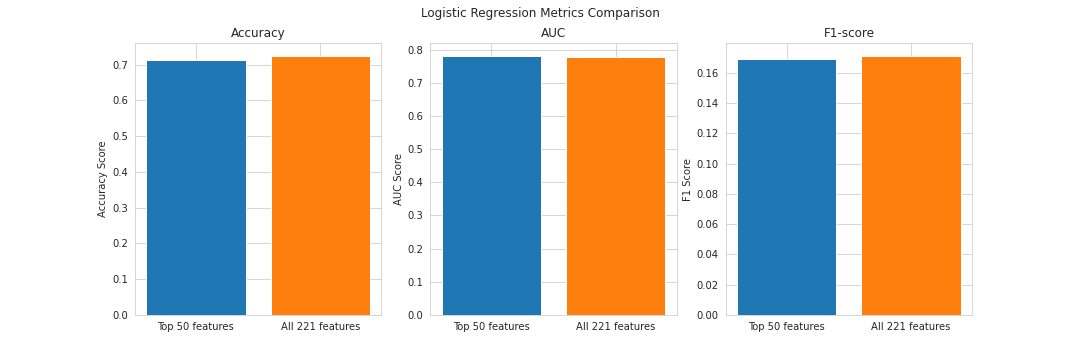 Logistic Regression Metrics Comparison
Accuracy
Accuracy Score
0.7
0.6
0.5
0.4
0.3
0.2
0.1
0.0
Top 50 features All 221 features
AUC
AUC Score
0.8
0.7
0.6
0.5
0.4
0.3
0.2
0.1
0.0
Top 50 features All 221 features
F1-score
F1 Score
0.16
0.14
0.12
0.10
0.08
0.06
0.04
0.02
0.00
Top 50 features All 221 features